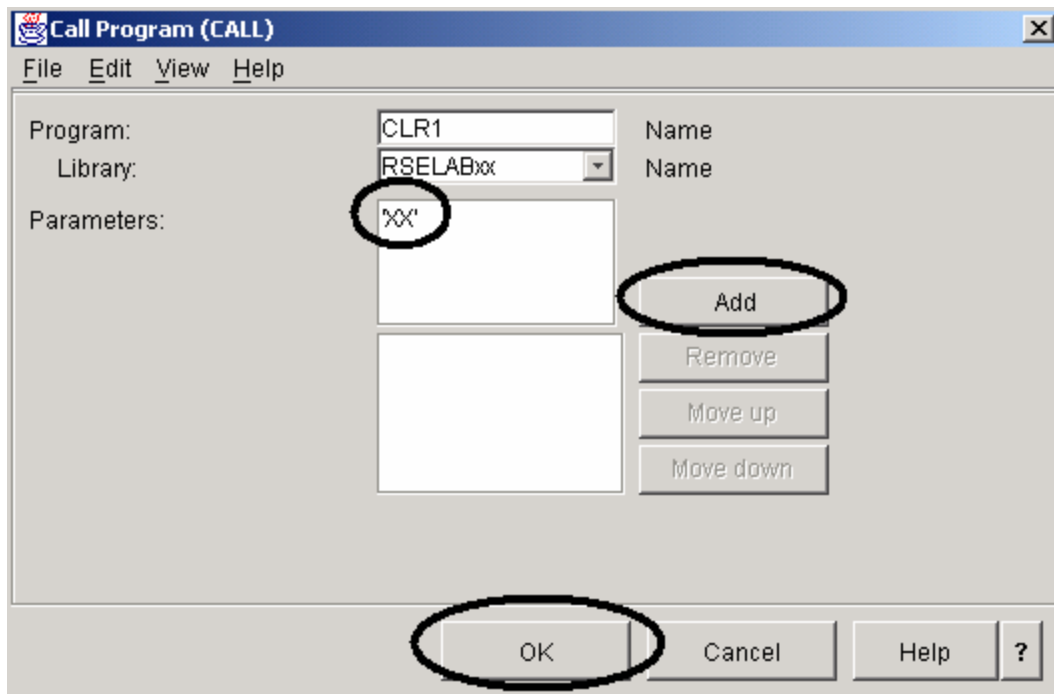 Call Program (CALL)
File Edit View Help
Program: CLR1 Name
Library: RSELABxx Name
Parameters: 'XX'
Add
Remove
Move up
Move down
OK Cancel Help ?